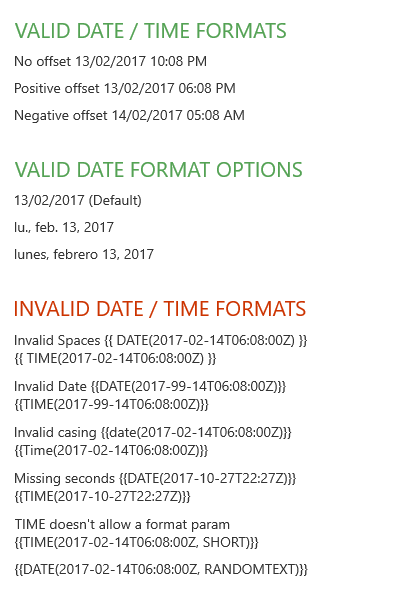 VALID DATE / TIME FORMATS
No offset 13/02/2017 10:08 PM
Positive offset 13/02/2017 06:08 PM
Negative offset 14/02/2017 05:08 AM
VALID DATE FORMAT OPTIONS
13/02/2017 (Default)
lu., feb. 13, 2017
lunes, febrero 13, 2017
INVALID DATE / TIME FORMATS
Invalid Spaces {{ DATE(2017-02-14T06:08:00Z) }}
{{ TIME(2017-02-14T06:08:00Z) }}
Invalid Date {{DATE(2017-99-14T06:08:00Z)}}
{{TIME(2017-99-14T06:08:00Z)}}
Invalid casing {{date(2017-02-14T06:08:00Z)}}
{{Time(2017-02-14T06:08:00Z)}}
Missing seconds {{DATE(2017-10-27T22:27Z)}}
{{TIME(2017-10-27T22:27Z)}}
TIME doesn't allow a format param
{{TIME(2017-02-14T06:08:00Z, SHORT)}}
{{DATE(2017-02-14T06:08:00Z, RANDOMTEXT)}}